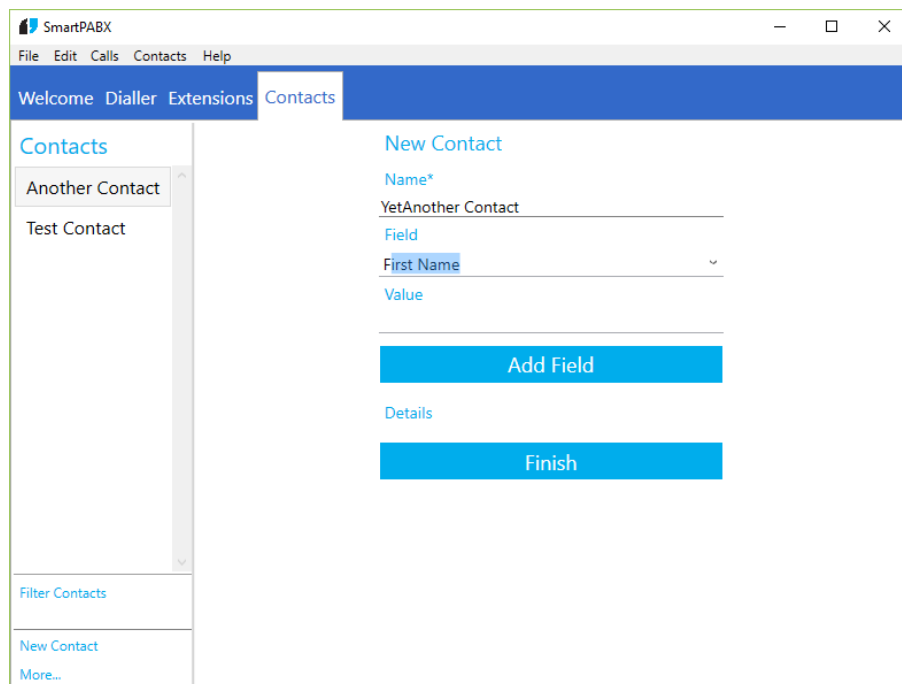 SmartPABX
File Edit Calls Contacts Help
Welcome Dialler Extensions Contacts
Contacts
Another Contact
Test Contact
Filter Contacts
New Contact
More...
New Contact
Name*
YetAnother Contact
Field
First Name
Value
Add Field
Details
Finish